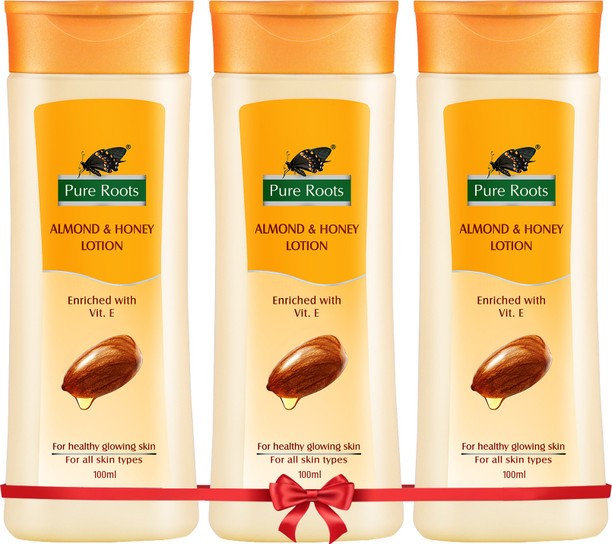 ®
Pure Roots
ALMOND & HONEY
LOTION
Enriched with
Vit. E
For healthy glowing skin
For all skin types
100ml
®
Pure Roots
ALMOND & HONEY
LOTION
Enriched with
Vit. E
For healthy glowing skin
For all skin types
100ml
®
Pure Roots
ALMOND & HONEY
LOTION
Enriched with
Vit. E
For healthy glowing skin
For all skin types
100ml